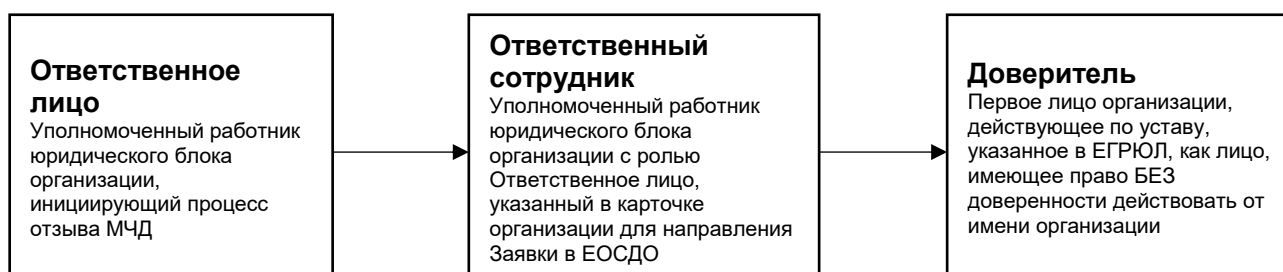 Ответственное
лицо
Уполномоченный работник
юридического блока
организации,
инициирующий процесс
отзыва МЧД
Ответственный
сотрудник
Уполномоченный работник
юридического блока
организации с ролью
Ответственное лицо,
указанный в карточке
организации для направления
Заявки в ЕОСДО
Доверитель
Первое лицо организации,
действующее по уставу,
указанное в ЕГРЮЛ, как лицо,
имеющее право БЕЗ
доверенности действовать от
имени организации